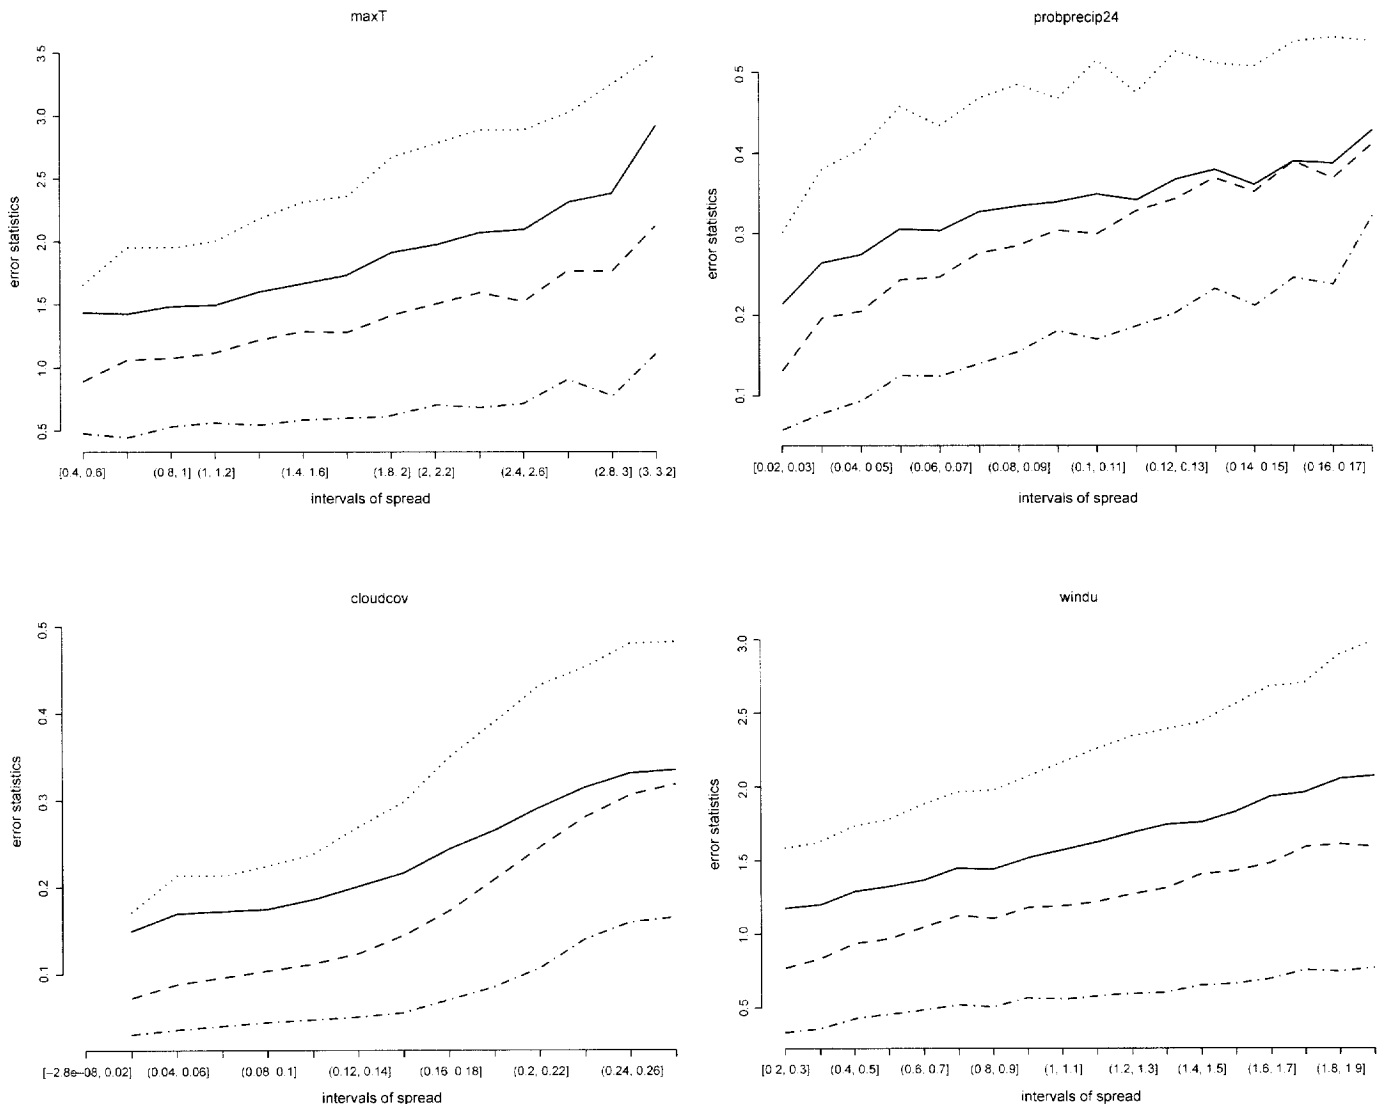 maxT
error statistics
3.5
3.0
2.5
2.0
1.5
1.0
0.5
[0.4, 0.6] (0.8, 1] (1, 1.2] (1.4, 1.6] (1.8, 2] (2, 2.2] (2.4, 2.6] (2.8, 3] (3, 3.2]
intervals of spread
probprecip24
error statistics
0.5
0.4
0.3
0.2
0.1
[0.02, 0.03] (0.04, 0.05] (0.06, 0.07] (0.08, 0.09] (0.1, 0.11] (0.12, 0.13] (0.14, 0.15] (0.16, 0.17]
intervals of spread
cloudcov
error statistics
0.5
0.4
0.3
0.2
0.1
[−2.8e−08, 0.02] (0.04, 0.06] (0.08, 0.1] (0.12, 0.14] (0.16, 0.18] (0.2, 0.22] (0.24, 0.26]
intervals of spread
windu
error statistics
3.0
2.5
2.0
1.5
1.0
0.5
[0.2, 0.3] (0.4, 0.5] (0.6, 0.7] (0.8, 0.9] (1, 1.1] (1.2, 1.3] (1.4, 1.5] (1.6, 1.7] (1.8, 1.9]
intervals of spread